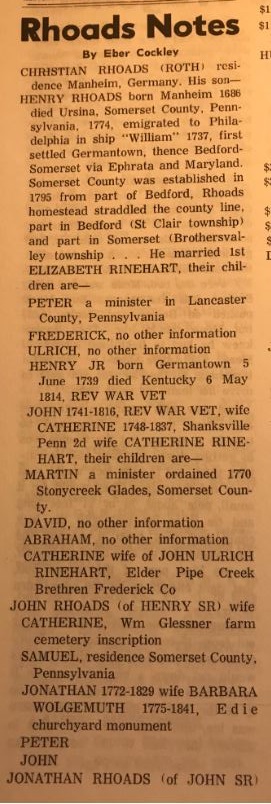 Rhoads Notes
By Eber Cockley
CHRISTIAN RHOADS (ROTH) resi-
dence Manheim, Germany. His son—
HENRY RHOADS born Manheim 1686
died Ursina, Somerset County, Penn-
sylvania, 1774, emigrated to Phila-
delphia in ship "William" 1737, first
settled Germantown, thence Bedford-
Somerset via Ephrata and Maryland.
Somerset County was established in
1795 from part of Bedford, Rhoads
homestead straddled the county line,
part in Bedford (St Clair township)
and part in Somerset (Brothersval-
ley township . . . He married 1st
ELIZABETH RINEHART, their chil-
dren are—
PETER a minister in Lancaster
County, Pennsylvania
FREDERICK, no other information
ULRICH, no other information
HENRY JR born Germantown 5
June 1739 died Kentucky 6 May
1814, REV WAR VET
JOHN 1741-1816, REV WAR VET, wife
CATHERINE 1748-1837, Shanksville
Penn 2d wife CATHERINE RINE-
HART, their children are—
MARTIN a minister ordained 1770
Stonycreek Glades, Somerset Coun-
ty.
DAVID, no other information
ABRAHAM, no other information
CATHERINE wife of JOHN ULRICH
RINEHART, Elder Pipe Creek
Brethren Frederick Co
JOHN RHOADS (of HENRY SR) wife
CATHERINE, Wm Glessner farm
cemetery inscription
SAMUEL, residence Somerset County,
Pennsylvania
JONATHAN 1772-1829 wife BARBARA
WOLGEMUTH 1775-1841, Edie
churchyard monument
PETER
JOHN
JONATHAN RHOADS (of JOHN SR)